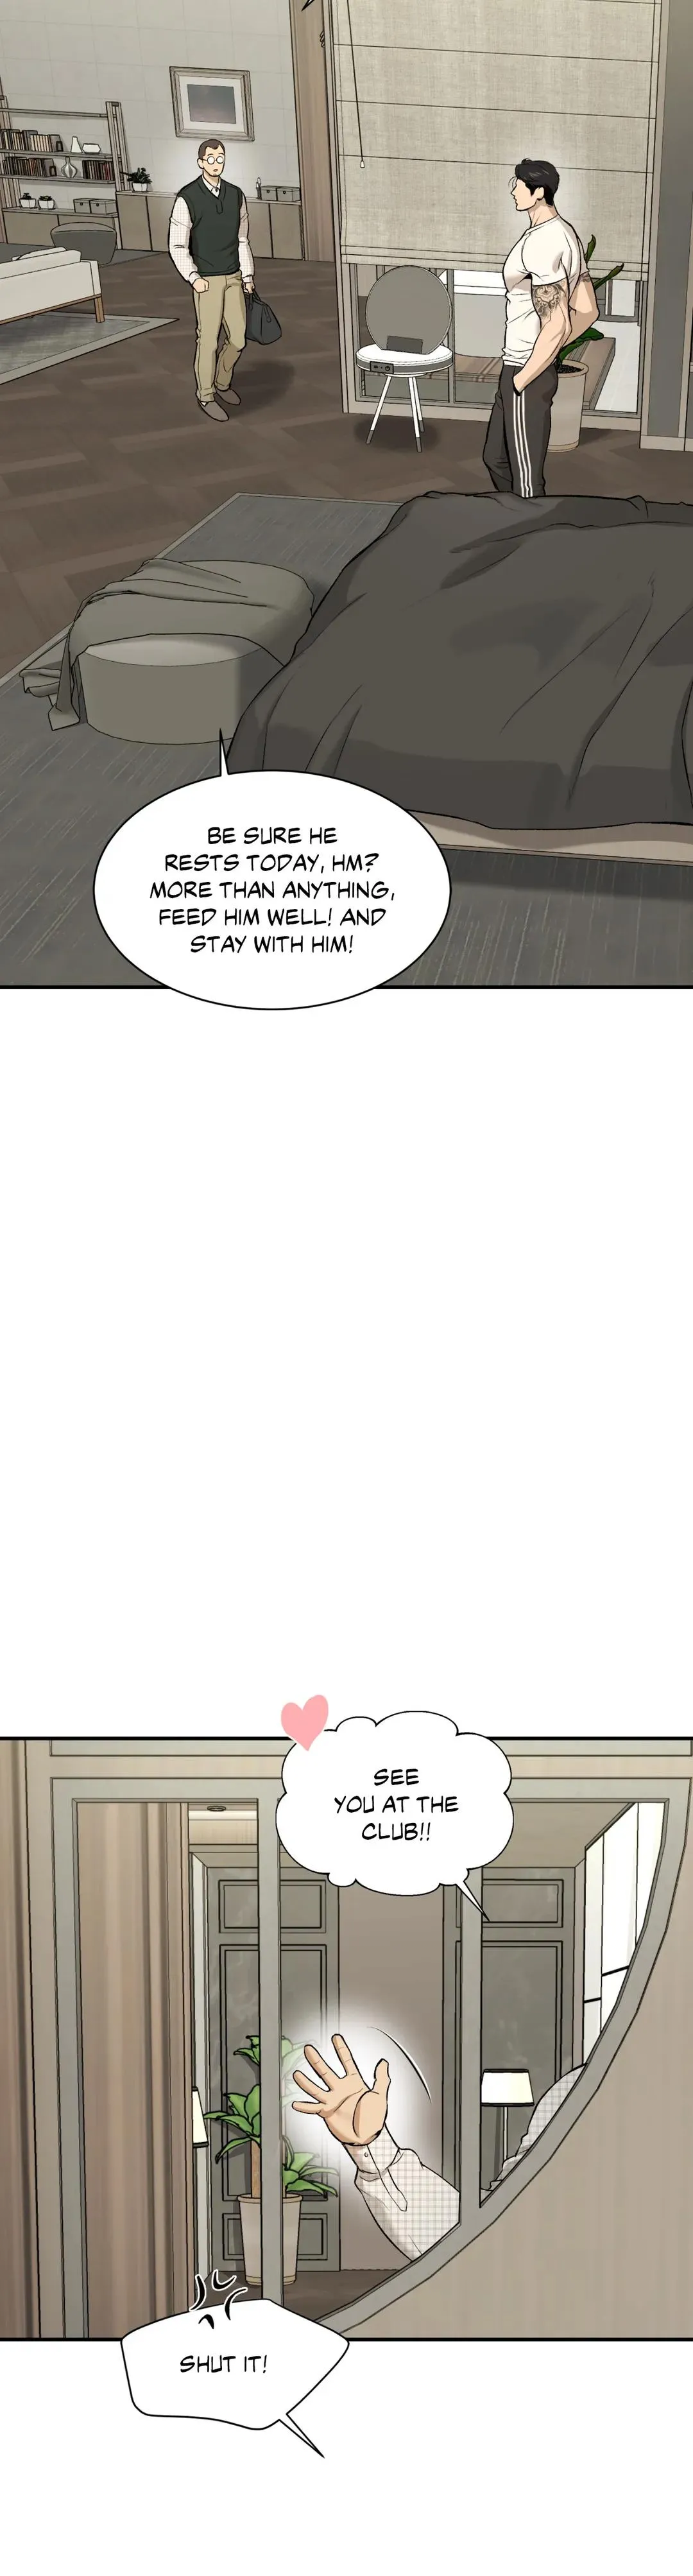 BE SURE HE
RESTS TODAY, HM?
MORE THAN ANYTHING,
FEED HIM WELL! AND
STAY WITH HIM!
SEE
YOU AT THE
CLUB!!
SHUT IT!